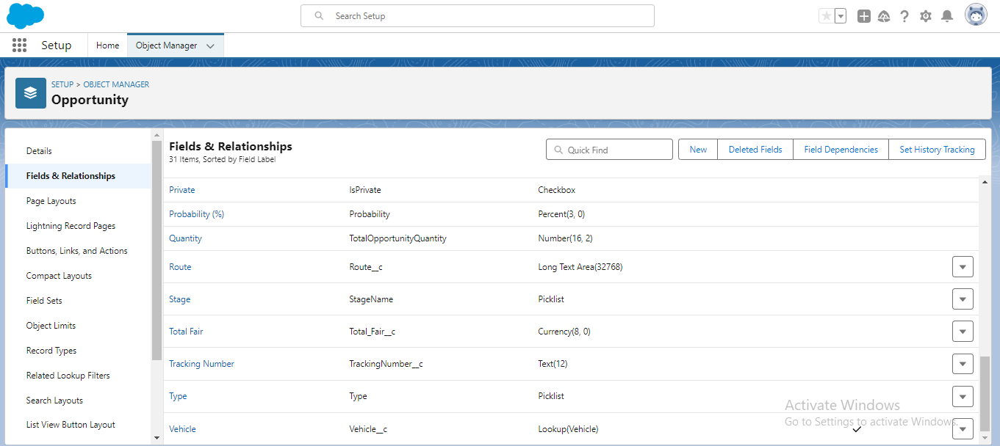 Search Setup
Setup Home Object Manager
SETUP > OBJECT MANAGER
Opportunity
Details
Fields & Relationships
Page Layouts
Lightning Record Pages
Buttons, Links, and Actions
Compact Layouts
Field Sets
Object Limits
Record Types
Related Lookup Filters
Search Layouts
List View Button Layout
Fields & Relationships
31 Items, Sorted by Field Label
Quick Find New Deleted Fields Field Dependencies Set History Tracking
Private IsPrivate Checkbox
Probability (%) Probability Percent(3, 0)
Quantity TotalOpportunityQuantity Number(16, 2)
Route Route__c Long Text Area(32768)
Stage StageName Picklist
Total Fair Total_Fair__c Currency(8, 0)
Tracking Number TrackingNumber__c Text(12)
Type Type Picklist
Vehicle Vehicle__c Lookup(Vehicle)
Activate Windows
Go to Settings to activate Windows.